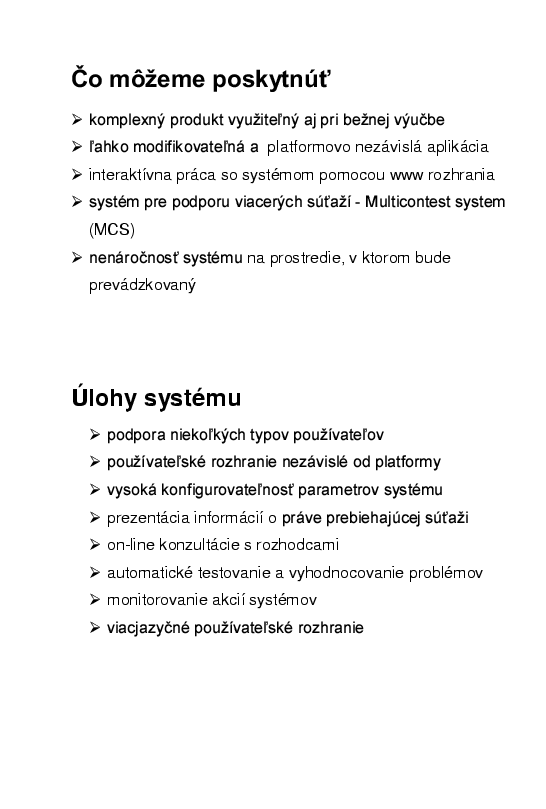 Čo môžeme poskytnúť
➢ komplexný produkt využiteľný aj pri bežnej výučbe
➢ ľahko modifikovateľná a platformovo nezávislá aplikácia
➢ interaktívna práca so systémom pomocou www rozhrania
➢ systém pre podporu viacerých súťaží - Multicontest system
(MCS)
➢ nenáročnosť systému na prostredie, v ktorom bude
prevádzkovaný
Úlohy systému
➢ podpora niekoľkých typov používateľov
➢ používateľské rozhranie nezávislé od platformy
➢ vysoká konfigurovateľnosť parametrov systému
➢ prezentácia informácií o práve prebiehajúcej súťaži
➢ on-line konzultácie s rozhodcami
➢ automatické testovanie a vyhodnocovanie problémov
➢ monitorovanie akcií systémov
➢ viacjazyčné používateľské rozhranie